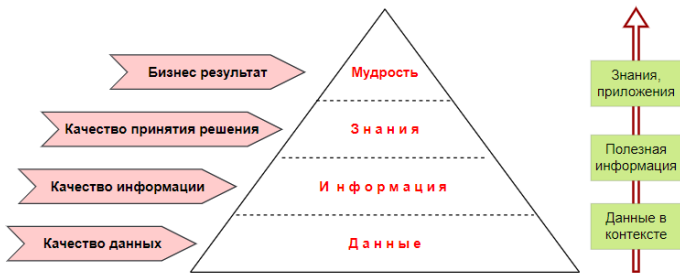 Бизнес результат
Мудрость
Знания,
приложения
Качество принятия решения
Знания
Полезная
информация
Качество информации
Информация
Данные в
контексте
Качество данных
Данные